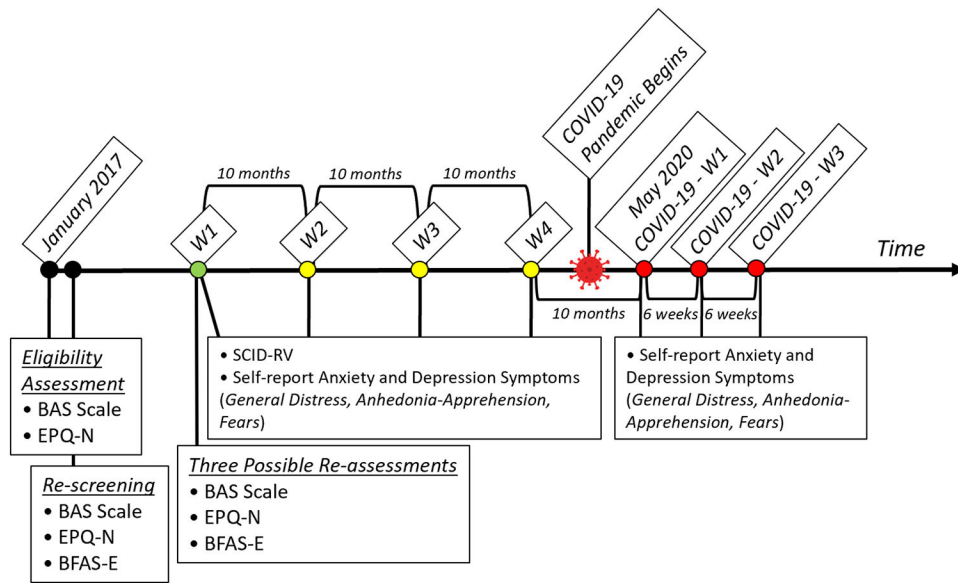 COVID-19
Pandemic Begins
January 2017
10 months
10 months
10 months
W1
W2
W3
W4
May 2020
COVID-19 - W1
COVID-19 - W2
COVID-19 - W3
Time
10 months
6 weeks
6 weeks
Eligibility
Assessment
• BAS Scale
• EPQ-N
Re-screening
• BAS Scale
• EPQ-N
• BFAS-E
• SCID-RV
• Self-report Anxiety and Depression Symptoms
(General Distress, Anhedonia-Apprehension,
Fears)
Three Possible Re-assessments
• BAS Scale
• EPQ-N
• BFAS-E
• Self-report Anxiety and
Depression Symptoms
(General Distress, Anhedonia-
Apprehension, Fears)